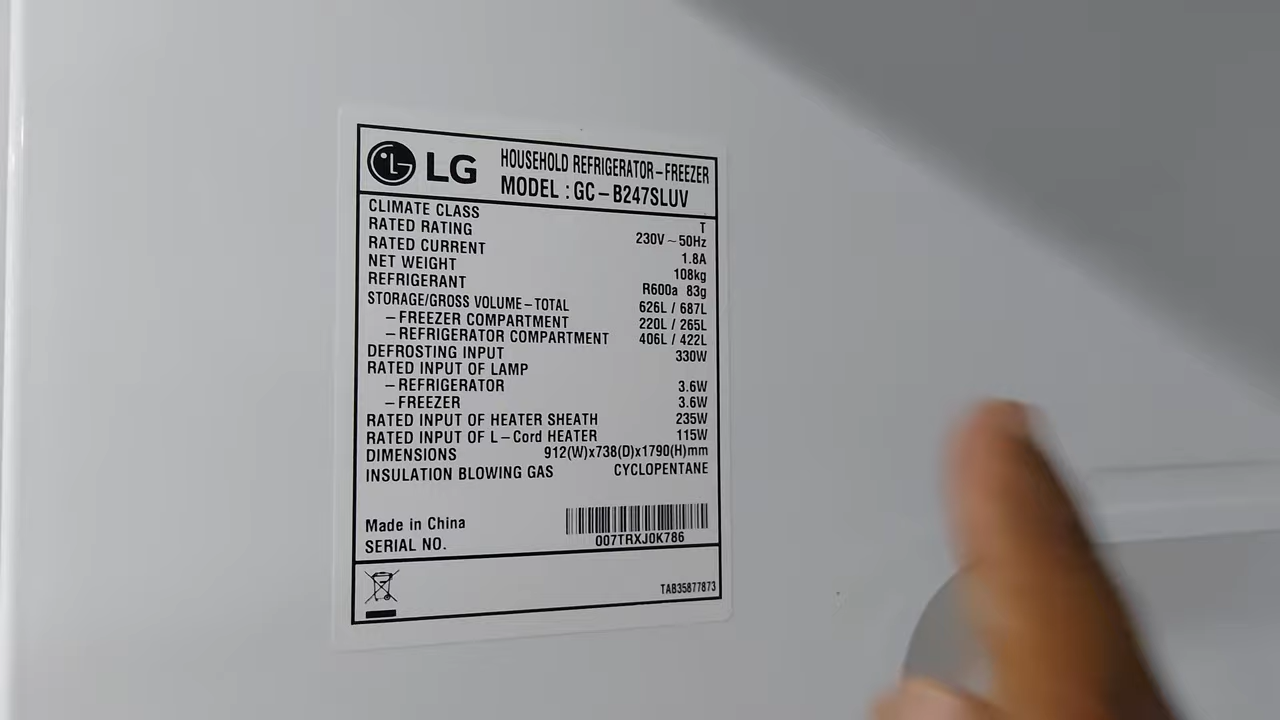 LG HOUSEHOLD REFRIGERATOR-FREEZER
MODEL : GC-B247SLUV
CLIMATE CLASS T
RATED RATING 230V~50Hz
RATED CURRENT 1.8A
NET WEIGHT 108kg
REFRIGERANT R600a 83g
STORAGE/GROSS VOLUME-TOTAL 626L / 687L
-FREEZER COMPARTMENT 220L / 265L
-REFRIGERATOR COMPARTMENT 406L / 422L
DEFROSTING INPUT 330W
RATED INPUT OF LAMP
-REFRIGERATOR 3.6W
-FREEZER 3.6W
RATED INPUT OF HEATER SHEATH 235W
RATED INPUT OF L-Cord HEATER 115W
DIMENSIONS 912(W)x738(D)x1790(H)mm
INSULATION BLOWING GAS CYCLOPENTANE
Made in China
SERIAL NO. 007TRXJ0K786
TAB35877873